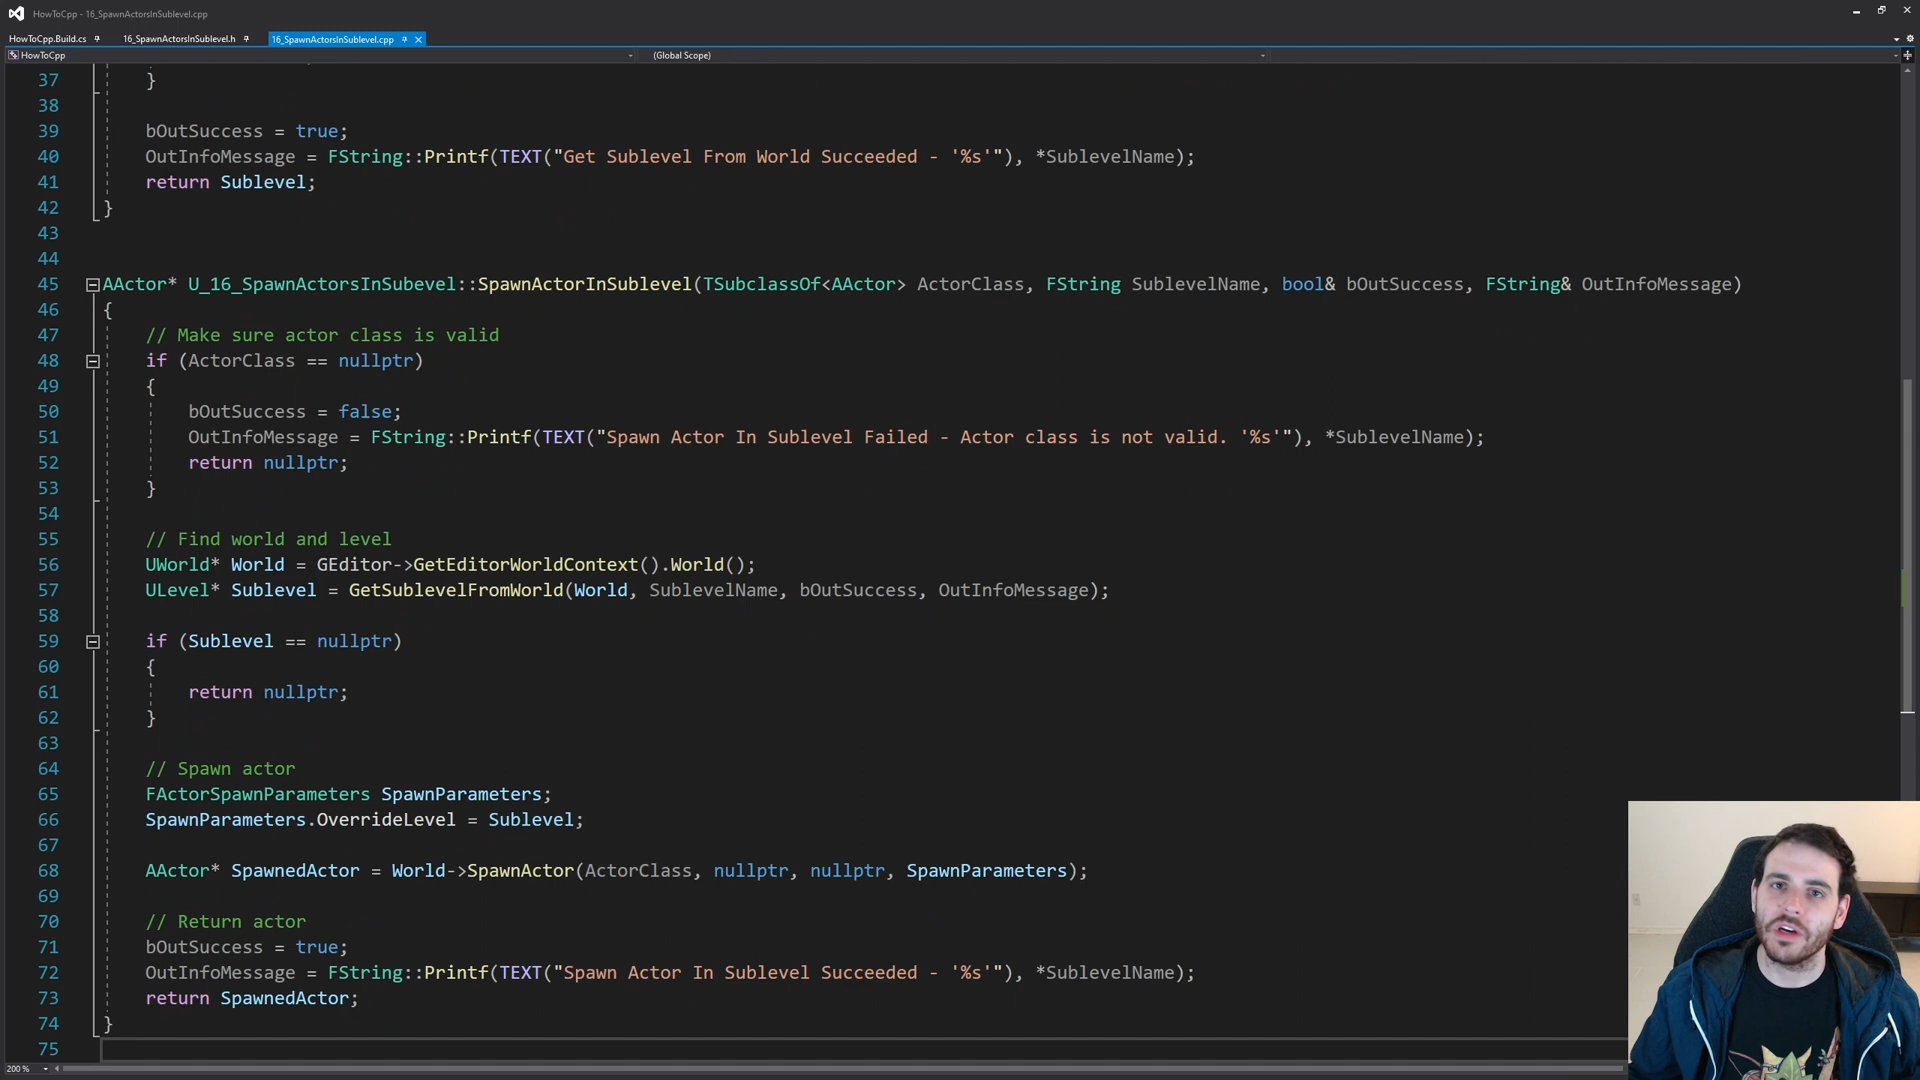 HowToCpp - 16_SpawnActorsInSublevel.cpp
HowToCpp.Build.cs 16_SpawnActorsInSublevel.h 16_SpawnActorsInSublevel.cpp
HowToCpp (Global Scope)
37 }
38
39 bOutSuccess = true;
40 OutInfoMessage = FString::Printf(TEXT("Get Sublevel From World Succeeded - '%s'"), *SublevelName);
41 return Sublevel;
42 }
43
44
45 AActor* U_16_SpawnActorsInSubevel::SpawnActorInSublevel(TSubclassOf<AActor> ActorClass, FString SublevelName, bool& bOutSuccess, FString& OutInfoMessage)
46 {
47 // Make sure actor class is valid
48 if (ActorClass == nullptr)
49 {
50 bOutSuccess = false;
51 OutInfoMessage = FString::Printf(TEXT("Spawn Actor In Sublevel Failed - Actor class is not valid. '%s'"), *SublevelName);
52 return nullptr;
53 }
54
55 // Find world and level
56 UWorld* World = GEditor->GetEditorWorldContext().World();
57 ULevel* Sublevel = GetSublevelFromWorld(World, SublevelName, bOutSuccess, OutInfoMessage);
58
59 if (Sublevel == nullptr)
60 {
61 return nullptr;
62 }
63
64 // Spawn actor
65 FActorSpawnParameters SpawnParameters;
66 SpawnParameters.OverrideLevel = Sublevel;
67
68 AActor* SpawnedActor = World->SpawnActor(ActorClass, nullptr, nullptr, SpawnParameters);
69
70 // Return actor
71 bOutSuccess = true;
72 OutInfoMessage = FString::Printf(TEXT("Spawn Actor In Sublevel Succeeded - '%s'"), *SublevelName);
73 return SpawnedActor;
74 }
75
200 %